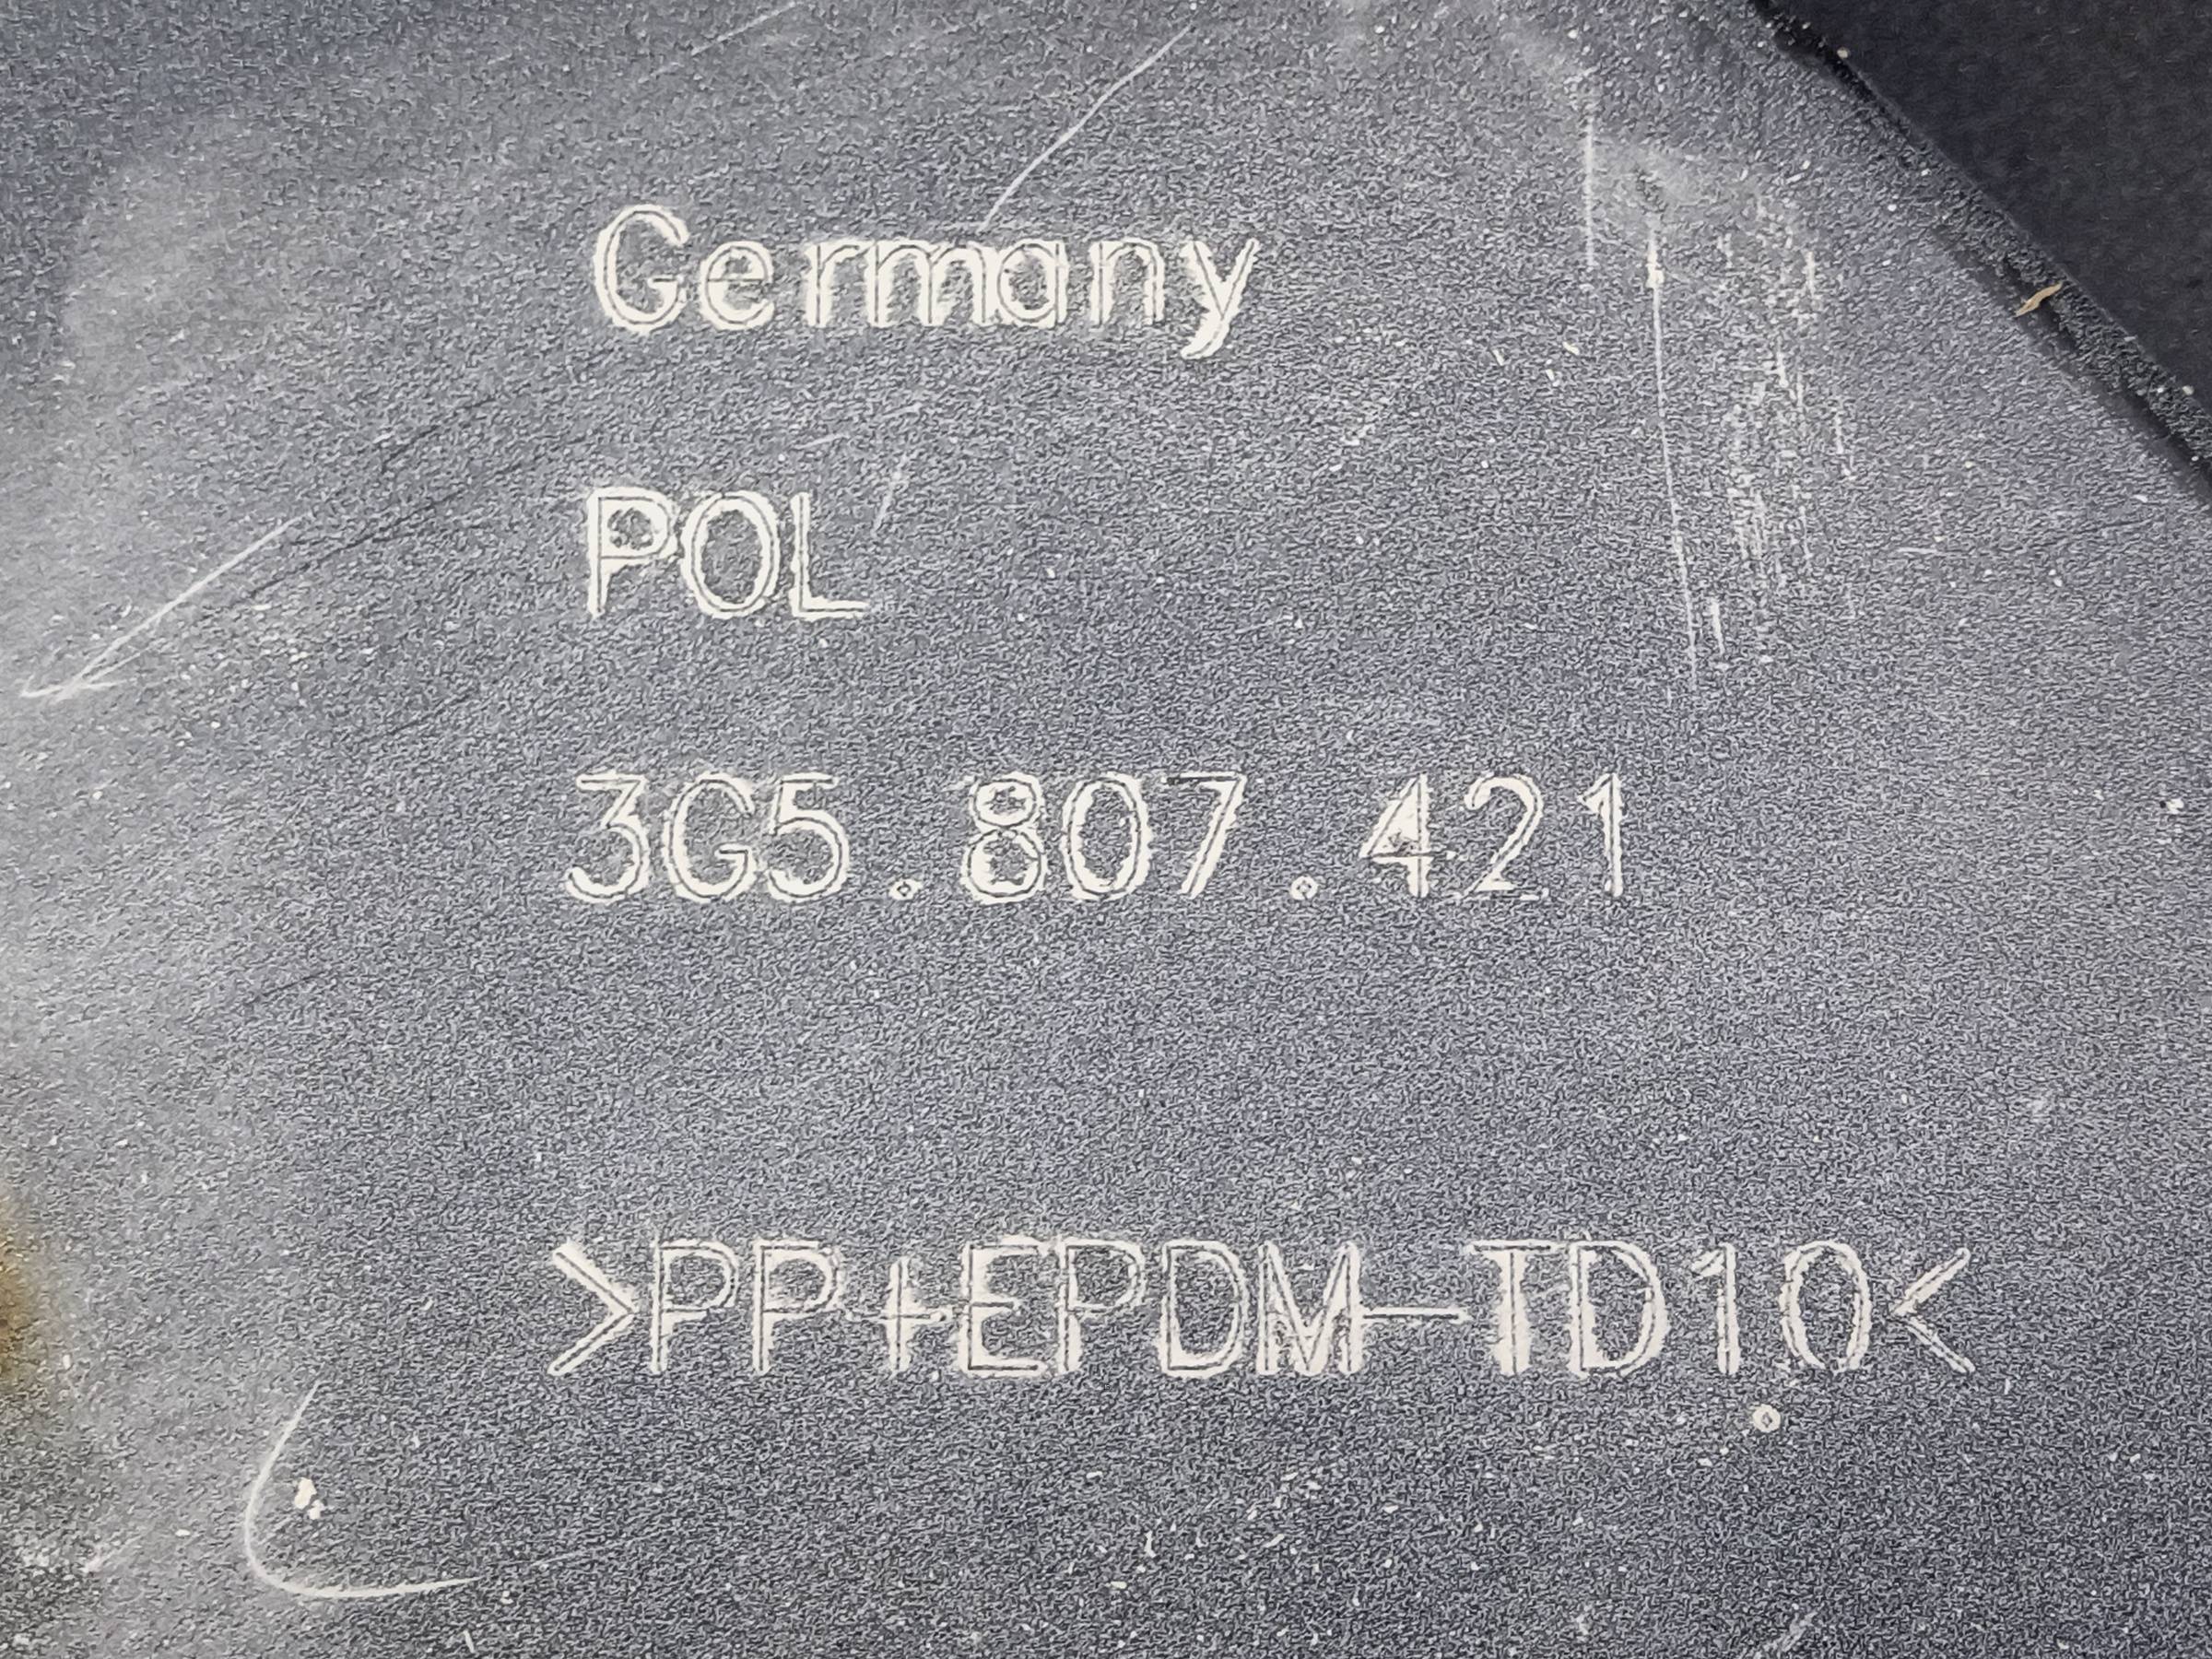 Germany
POL
3G5.807.421
>PP+EPDM-TD10<